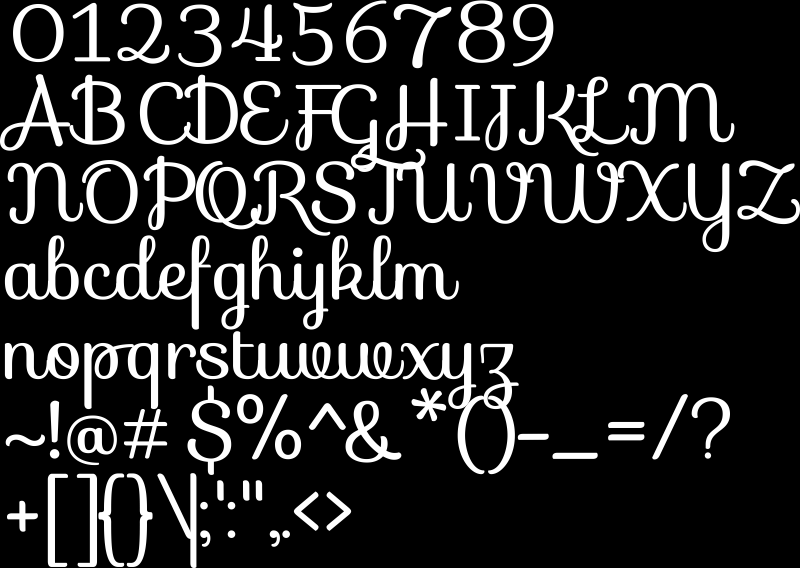 0123456789
ABCDEFGHIJKLM
NOPQRSTUVWXYZ
abcdefghijklm
nopqrstuvwxyz
~!@# $%^& *()-_=/?
+[]{}\|;':",.<>